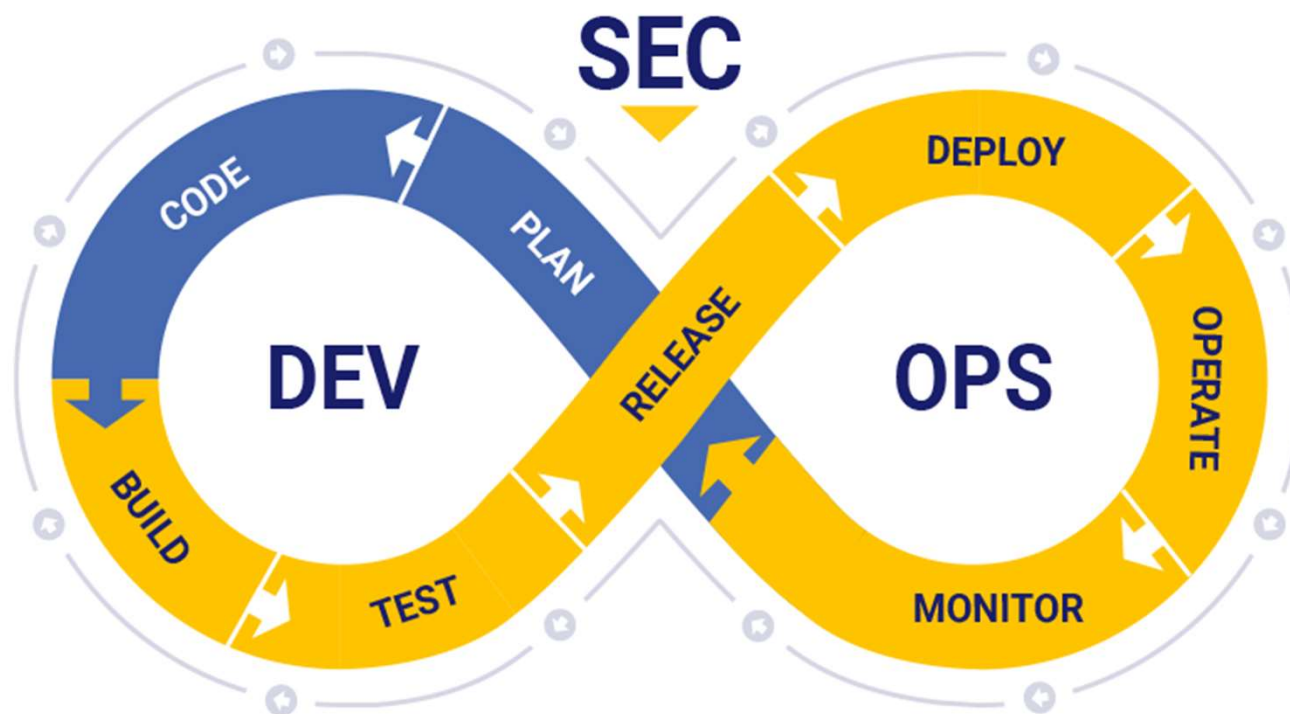 SEC
DEV
OPS
PLAN
CODE
BUILD
TEST
RELEASE
DEPLOY
OPERATE
MONITOR